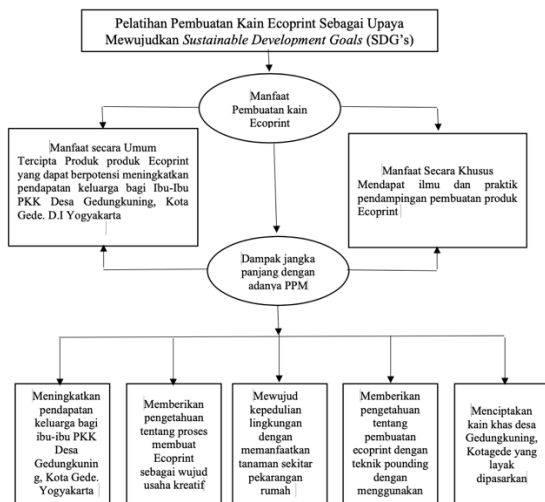 Pelatihan Pembuatan Kain Ecoprint Sebagai Upaya
Mewujudkan Sustainable Development Goals (SDG's)
Manfaat
Pembuatan kain
Ecoprint
Manfaat secara Umum
Tercipta Produk produk Ecoprint
yang dapat berpotensi meningkatkan
pendapatan keluarga bagi Ibu-Ibu
PKK Desa Gedungkuning, Kota
Gede. D.I Yogyakarta
Manfaat Secara Khusus
Mendapat ilmu dan praktik
pendampingan pembuatan produk
Ecoprint
Dampak jangka
panjang dengan
adanya PPM
Meningkatkan
pendapatan
keluarga bagi
ibu-ibu PKK
Desa
Gedungkunin
g, Kota Gede.
Yogyakarta
Memberikan
pengetahuan
tentang proses
membuat
Ecoprint
sebagai wujud
usaha kreatif
Mewujud
kepedulian
lingkungan
dengan
memanfaatkan
tanaman sekitar
pekarangan
rumah
Memberikan
pengetahuan
tentang
pembuatan
ecoprint dengan
teknik pounding
dengan
menggunakan
Menciptakan
kain khas desa
Gedungkuning,
Kotagede yang
layak
dipasarkan